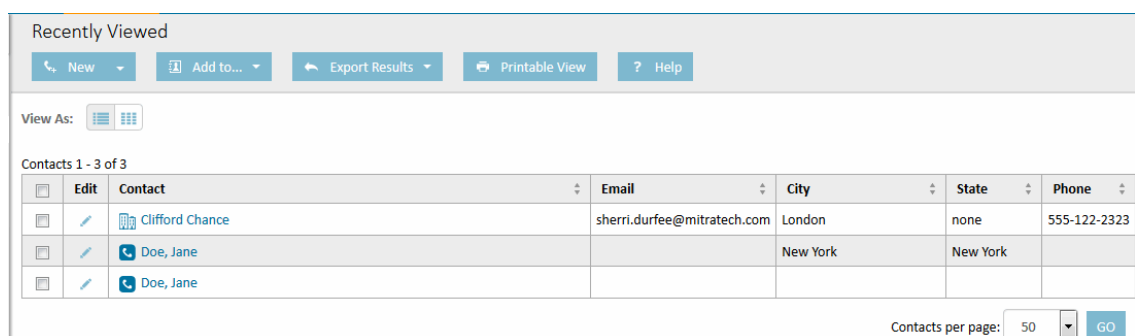 Recently Viewed
New Add to... Export Results Printable View ? Help
View As:
Contacts 1 - 3 of 3
Edit Contact Email City State Phone
Clifford Chance sherri.durfee@mitratech.com London none 555-122-2323
Doe, Jane New York New York
Doe, Jane
Contacts per page: 50 GO